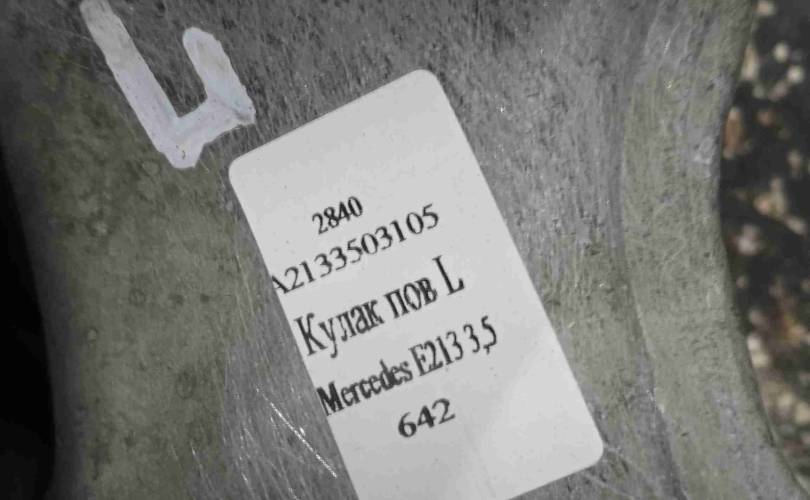 L
2840
A2133503105
Кулак пов L
Mercedes E213 3,5
642